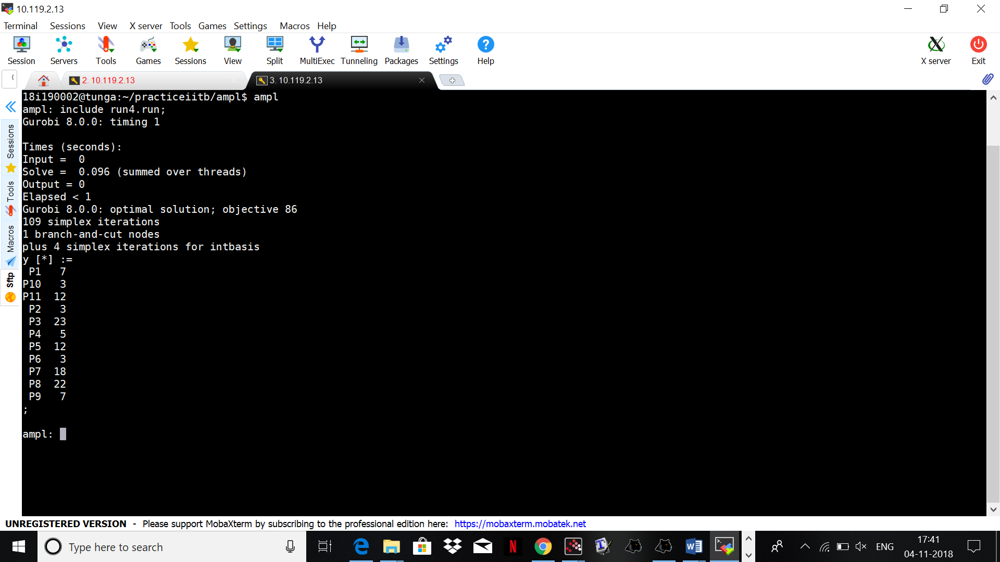 10.119.2.13
Terminal Sessions View X server Tools Games Settings Macros Help
Session Servers Tools Games Sessions View Split MultiExec Tunneling Packages Settings Help X server Exit
2. 10.119.2.13 3. 10.119.2.13
Sessions
Tools
Macros
Sftp
18i190002@tunga:~/practiceiitb/ampl$ ampl
ampl: include run4.run;
Gurobi 8.0.0: timing 1
Times (seconds):
Input =  0
Solve =  0.096 (summed over threads)
Output = 0
Elapsed < 1
Gurobi 8.0.0: optimal solution; objective 86
109 simplex iterations
1 branch-and-cut nodes
plus 4 simplex iterations for intbasis
y [*] :=
P1   7
P10   3
P11  12
P2   3
P3  23
P4   5
P5  12
P6   3
P7  18
P8  22
P9   7
;
ampl:
UNREGISTERED VERSION - Please support MobaXterm by subscribing to the professional edition here: https://mobaxterm.mobatek.net
Type here to search
ENG
17:41
04-11-2018